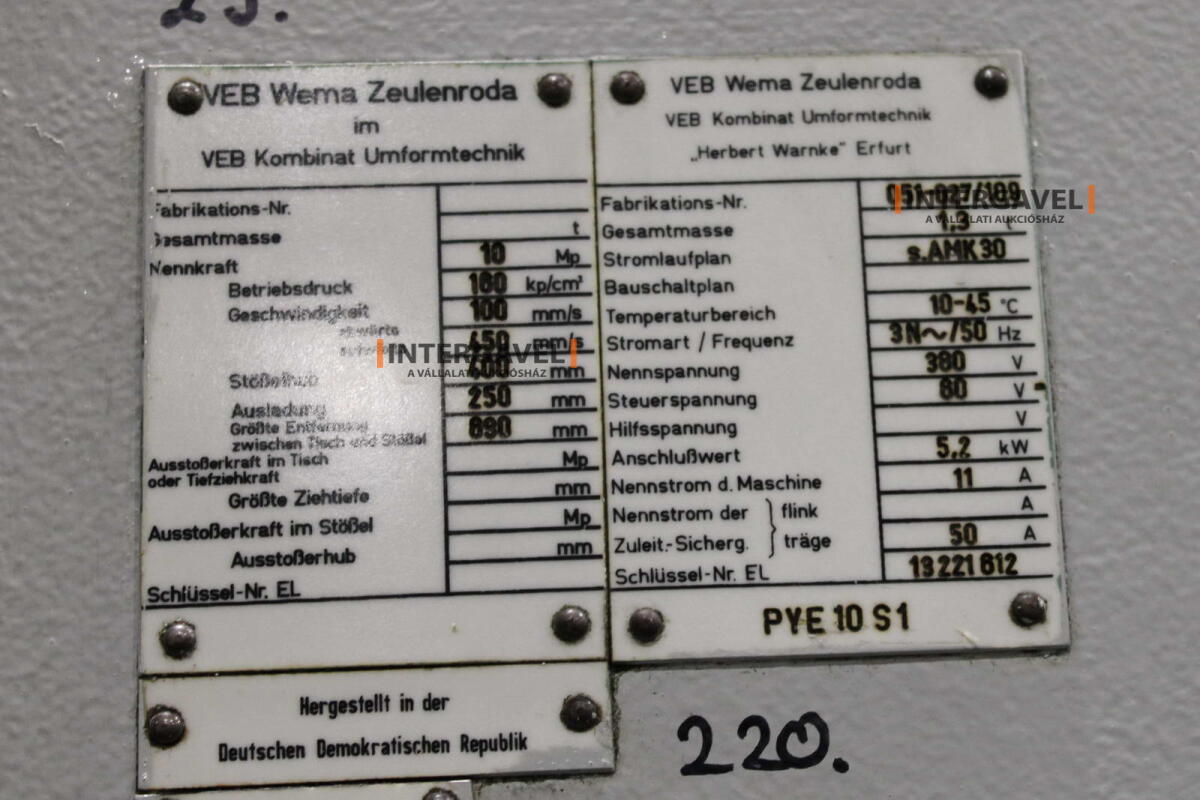 VEB Wema Zeulenroda
im
VEB Kombinat Umformtechnik
Fabrikations-Nr.
Gesamtmasse t
Nennkraft 10 Mp
Betriebsdruck 160 kp/cm²
Geschwindigkeit 100 mm/s
abwärts 450 mm/s
Stößelhub mm
Ausladung 250 mm
Größte Entfernung
zwischen Tisch und Stößel mm
Ausstoßerkraft im Tisch
oder Tiefziehkraft Mp
Größte Ziehtiefe mm
Ausstoßerkraft im Stößel Mp
Ausstoßerhub mm
Schlüssel-Nr. EL
Hergestellt in der
Deutschen Demokratischen Republik
VEB Wema Zeulenroda
VEB Kombinat Umformtechnik
„Herbert Warnke" Erfurt
Fabrikations-Nr.
Gesamtmasse 1,3 t
Stromlaufplan s.AMK 30
Bauschaltplan
Temperaturbereich 10-45 °C
Stromart / Frequenz 3N~/50 Hz
Nennspannung 380 V
Steuerspannung 60 V
Hilfsspannung V
Anschlußwert 5,2 kW
Nennstrom d. Maschine 11 A
Nennstrom der } flink A
Zuleit.-Sicherg. } träge 50 A
Schlüssel-Nr. EL 13 221 612
PYE 10 S1
220.
INTERGAVEL
A VÁLLALATI AUKCIÓSHÁZ
INTERGAVEL
A VÁLLALATI AUKCIÓSHÁZ